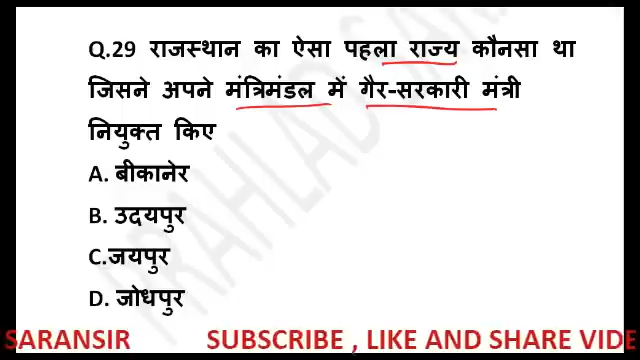 Q.29 राजस्थान का ऐसा पहला राज्य कौनसा था
जिसने अपने मंत्रिमंडल में गैर-सरकारी मंत्री
नियुक्त किए
A. बीकानेर
B. उदयपुर
C.जयपुर
D. जोधपुर
SARANSIR SUBSCRIBE , LIKE AND SHARE VIDE